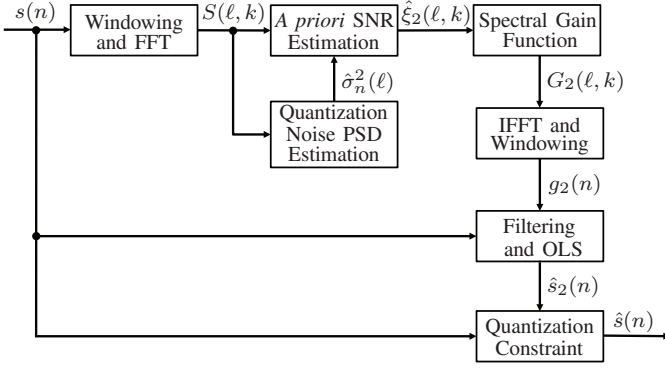 s(n)
Windowing
and FFT
S(ℓ, k)
A priori SNR
Estimation
ξ̂₂(ℓ, k)
Spectral Gain
Function
σ̂ₙ²(ℓ)
G₂(ℓ, k)
Quantization
Noise PSD
Estimation
IFFT and
Windowing
g₂(n)
Filtering
and OLS
ŝ₂(n)
Quantization
Constraint
ŝ(n)